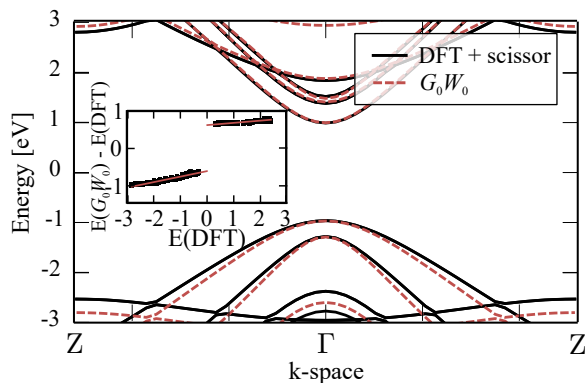 3
2
1
0
-1
-2
-3
Energy [eV]
DFT + scissor
G₀W₀
1
0
1
E(G₀W₀) - E(DFT)
-3 -2 -1 0 1 2 3
E(DFT)
Z Γ Z
k-space